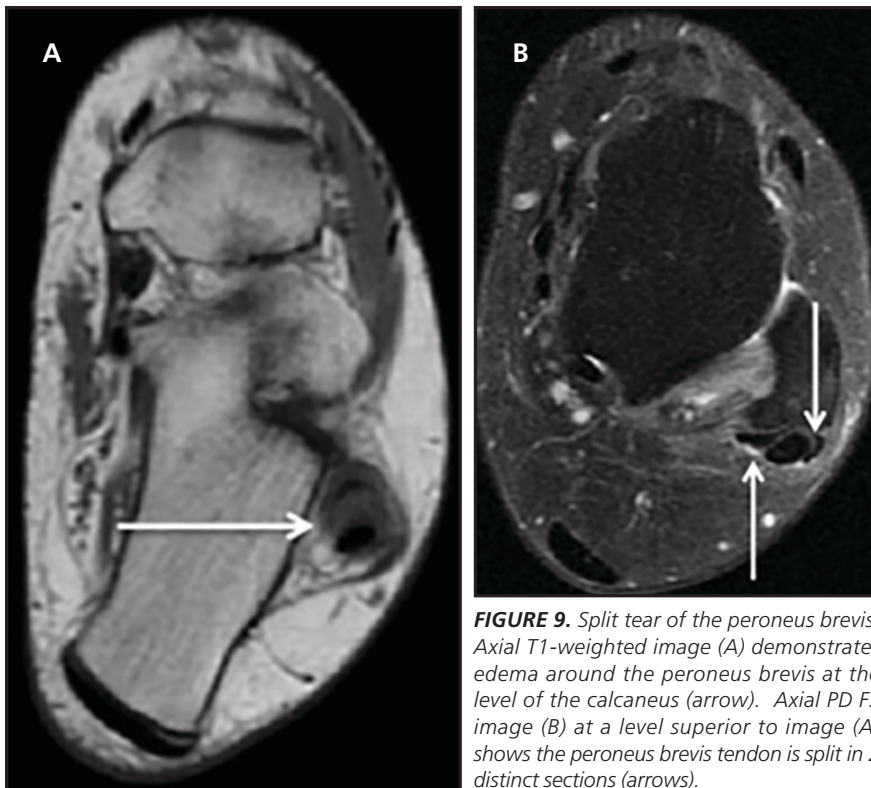 A
B
FIGURE 9. Split tear of the peroneus brevis
Axial T1-weighted image (A) demonstrate
edema around the peroneus brevis at the
level of the calcaneus (arrow). Axial PD
image (B) at a level superior to image (A
shows the peroneus brevis tendon is split in 2
distinct sections (arrows).